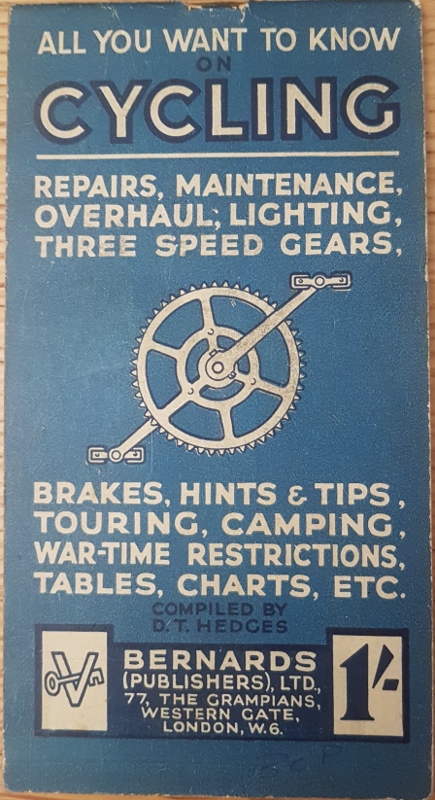 ALL YOU WANT TO KNOW
ON
CYCLING
REPAIRS, MAINTENANCE,
OVERHAUL, LIGHTING,
THREE SPEED GEARS,
BRAKES, HINTS & TIPS,
TOURING, CAMPING,
WAR-TIME RESTRICTIONS,
TABLES, CHARTS, ETC.
COMPILED BY
D.T. HEDGES
BERNARDS
(PUBLISHERS), LTD.,
77, THE GRAMPIANS,
WESTERN GATE,
LONDON, W.6.
1/-